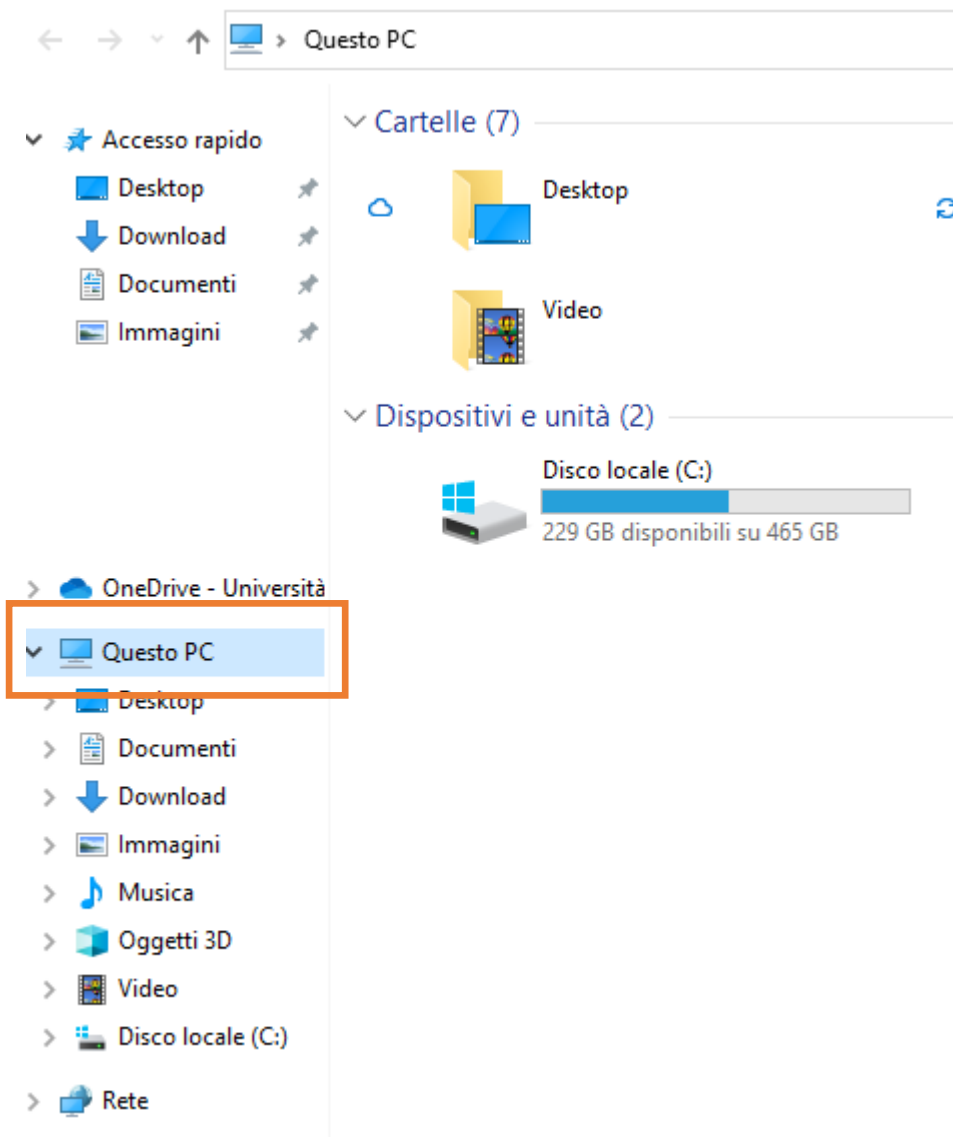 Questo PC
Accesso rapido
Desktop
Download
Documenti
Immagini
OneDrive - Università
Questo PC
Desktop
Documenti
Download
Immagini
Musica
Oggetti 3D
Video
Disco locale (C:)
Rete
Cartelle (7)
Desktop
Video
Dispositivi e unità (2)
Disco locale (C:)
229 GB disponibili su 465 GB